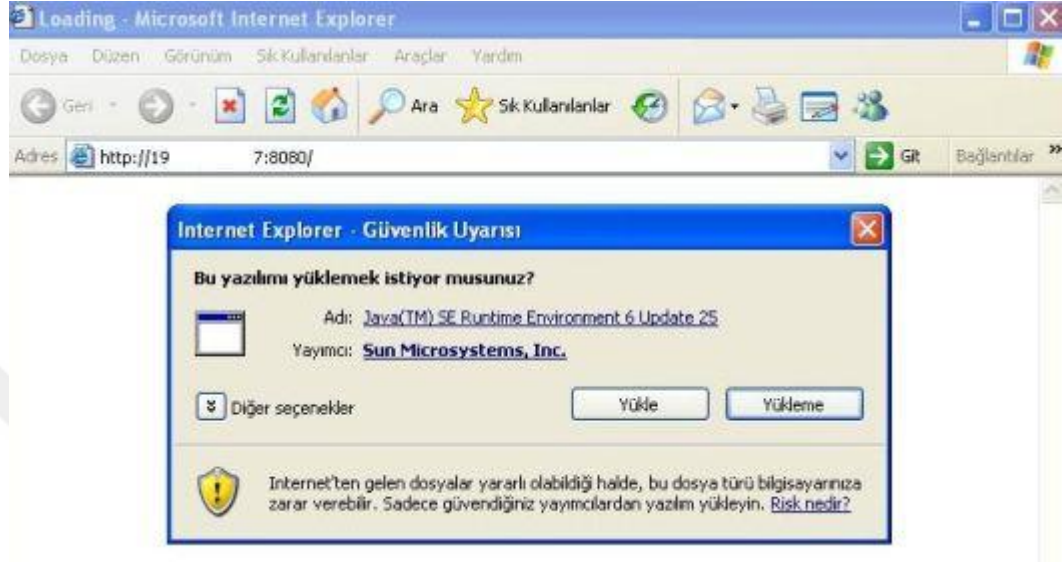 Loading - Microsoft Internet Explorer
Dosya Düzen Görünüm Sık Kullanılanlar Araçlar Yardım
Geri Ara Sık Kullanılanlar
Adres http://19 7:8080/ Git Bağlantılar »
Internet Explorer - Güvenlik Uyarısı
Bu yazılımı yüklemek istiyor musunuz?
Adı: Java(TM) SE Runtime Environment 6 Update 25
Yayımcı: Sun Microsystems, Inc.
Diğer seçenekler Yükle Yükleme
Internet'ten gelen dosyalar yararlı olabildiği halde, bu dosya türü bilgisayarınıza
zarar verebilir. Sadece güvendiğiniz yayımcılardan yazılım yükleyin. Risk nedir?